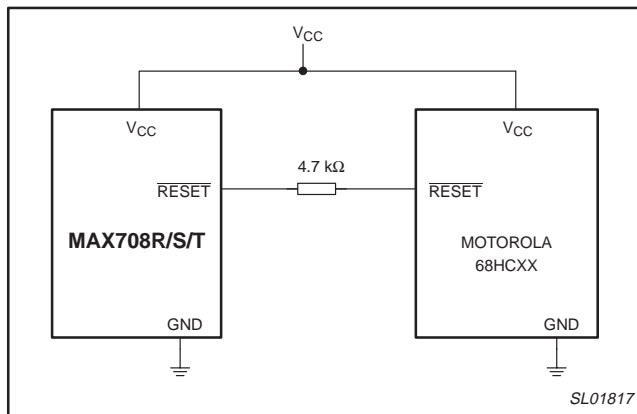 VCC
VCC
VCC
4.7 kΩ
RESET
RESET
MAX708R/S/T
MOTOROLA
68HCXX
GND
GND
SL01817